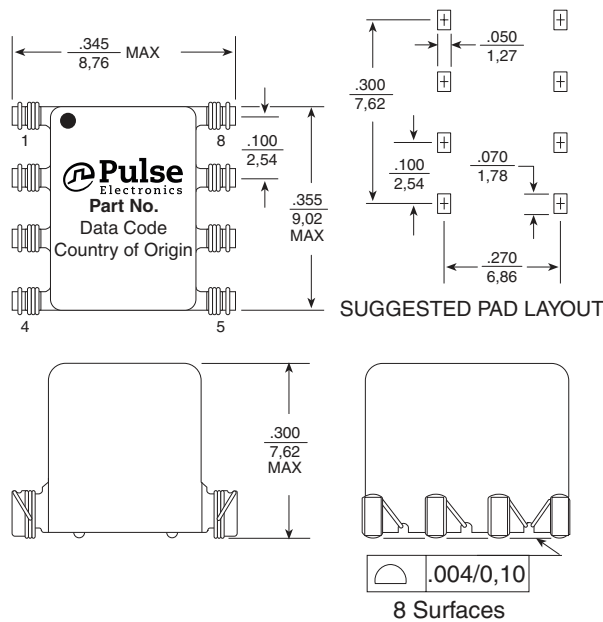 .345
8,76
MAX
1
8
.100
2,54
Pulse
Electronics
Part No.
Data Code
Country of Origin
.355
9,02
MAX
4
5
.050
1,27
.300
7,62
.100
2,54
.070
1,78
.270
6,86
SUGGESTED PAD LAYOUT
.300
7,62
MAX
.004/0,10
8 Surfaces